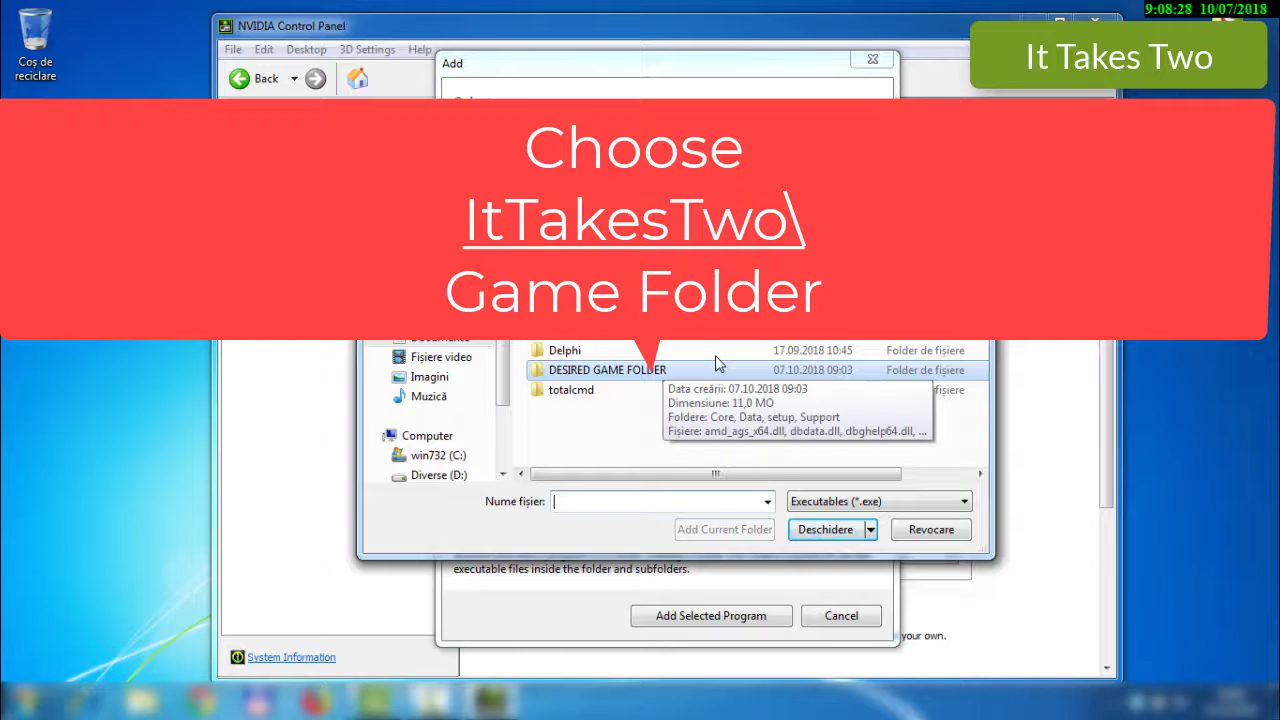 9:08:28 10/07/2018
Coș de
reciclare
NVIDIA Control Panel
File Edit Desktop 3D Settings Help
Back
Add
It Takes Two
Choose
ItTakesTwo\
Game Folder
Fișiere video
Imagini
Muzică
Computer
win732 (C:)
Diverse (D:)
Delphi 17.09.2018 10:45 Folder de fișiere
DESIRED GAME FOLDER 07.10.2018 09:03 Folder de fișiere
totalcmd
Data creării: 07.10.2018 09:03
Dimensiune: 11,0 MO
Foldere: Core, Data, setup, Support
Fișiere: amd_ags_x64.dll, dbdata.dll, dbghelp64.dll, ...
Nume fișier: Executables (*.exe)
Add Current Folder Deschidere Revocare
executable files inside the folder and subfolders.
Add Selected Program Cancel
your own.
System Information